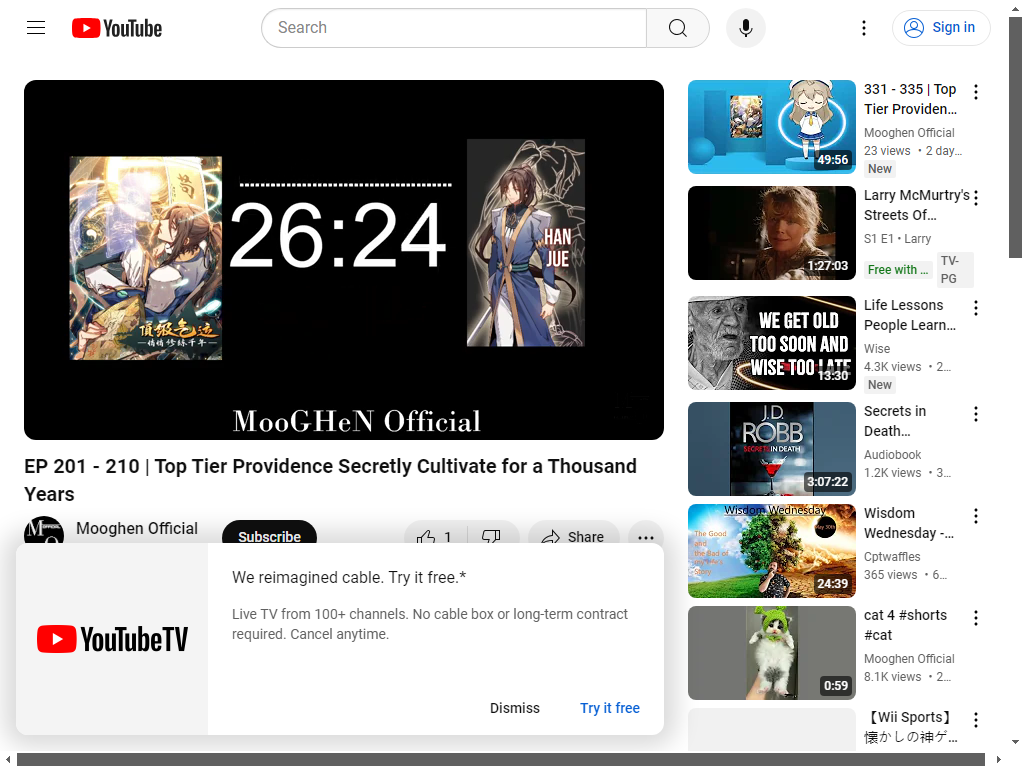 YouTube
Search
Sign in
26:24
HAN
JUE
頂級气运
悄悄修练千年
MooGHeN Official
EP 201 - 210 | Top Tier Providence Secretly Cultivate for a Thousand
Years
Mooghen Official
Subscribe
1
Share
We reimagined cable. Try it free.*
Live TV from 100+ channels. No cable box or long-term contract
required. Cancel anytime.
YouTubeTV
Dismiss
Try it free
49:56
331 - 335 | Top
Tier Providen...
Mooghen Official
23 views • 2 day...
New
1:27:03
Larry McMurtry's
Streets Of...
S1 E1 • Larry
Free with ...
TV-
PG
WE GET OLD
TOO SOON AND
WISE TOO LATE
13:30
Life Lessons
People Learn...
Wise
4.3K views • 2...
New
J.D.
ROBB
SECRETS IN DEATH
3:07:22
Secrets in
Death...
Audiobook
1.2K views • 3...
Wisdom Wednesday
May 30th
The Good
and
the Bad of
my life's
Story
24:39
Wisdom
Wednesday -...
Cptwaffles
365 views • 6...
0:59
cat 4 #shorts
#cat
Mooghen Official
8.1K views • 2...
【Wii Sports】
懐かしの神ゲ...